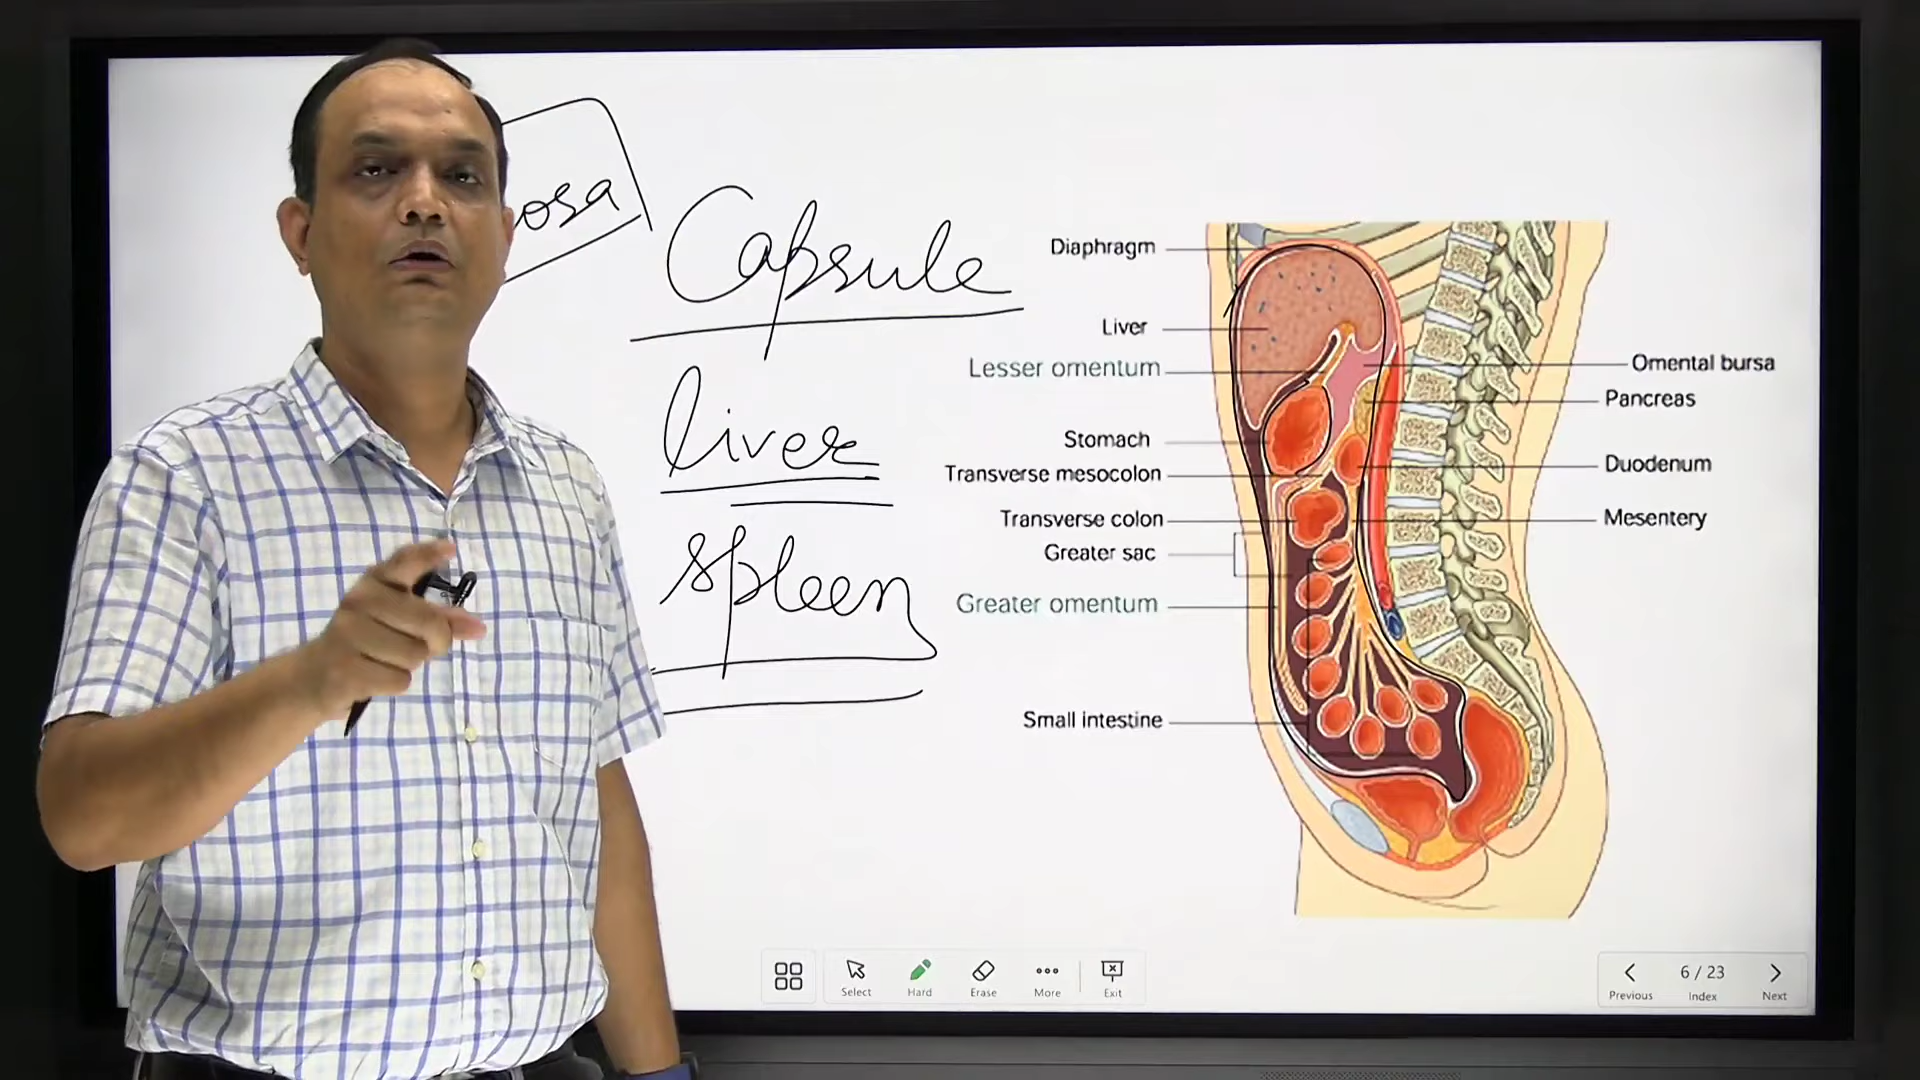 osa
Capsule
liver
spleen
Diaphragm
Liver
Lesser omentum
Stomach
Transverse mesocolon
Transverse colon
Greater sac
Greater omentum
Small intestine
Omental bursa
Pancreas
Duodenum
Mesentery
Select
Hard
Erase
More
Exit
6 / 23
Previous
Index
Next